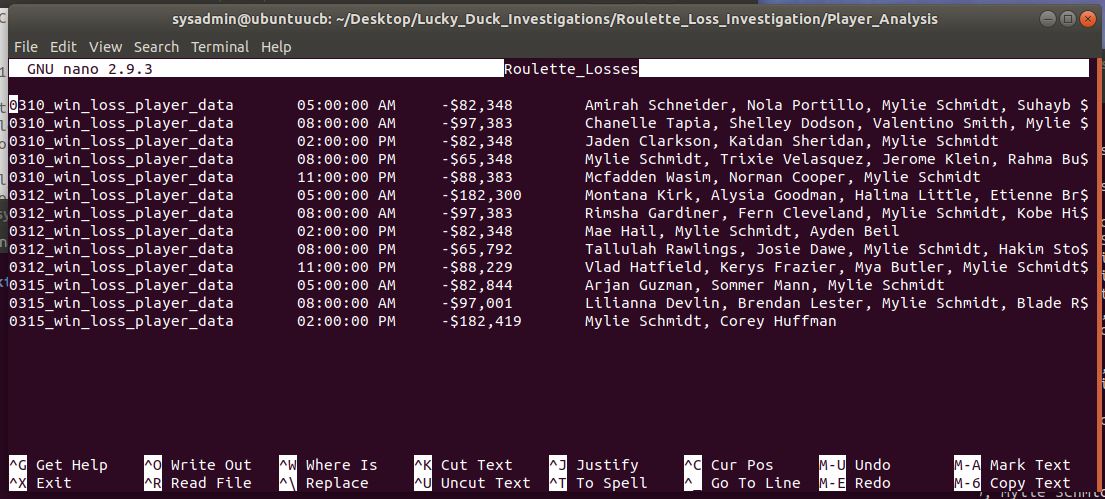 sysadmin@ubuntuucb: ~/Desktop/Lucky_Duck_Investigations/Roulette_Loss_Investigation/Player_Analysis
File Edit View Search Terminal Help
GNU nano 2.9.3 Roulette_Losses
0310_win_loss_player_data 05:00:00 AM -$82,348 Amirah Schneider, Nola Portillo, Mylie Schmidt, Suhayb $
0310_win_loss_player_data 08:00:00 AM -$97,383 Chanelle Tapia, Shelley Dodson, Valentino Smith, Mylie $
0310_win_loss_player_data 02:00:00 PM -$82,348 Jaden Clarkson, Kaidan Sheridan, Mylie Schmidt
0310_win_loss_player_data 08:00:00 PM -$65,348 Mylie Schmidt, Trixie Velasquez, Jerome Klein, Rahma Bu$
0310_win_loss_player_data 11:00:00 PM -$88,383 Mcfadden Wasim, Norman Cooper, Mylie Schmidt
0312_win_loss_player_data 05:00:00 AM -$182,300 Montana Kirk, Alysia Goodman, Halima Little, Etienne Br$
0312_win_loss_player_data 08:00:00 AM -$97,383 Rimsha Gardiner, Fern Cleveland, Mylie Schmidt, Kobe Hi$
0312_win_loss_player_data 02:00:00 PM -$82,348 Mae Hail, Mylie Schmidt, Ayden Beil
0312_win_loss_player_data 08:00:00 PM -$65,792 Tallulah Rawlings, Josie Dawe, Mylie Schmidt, Hakim Sto$
0312_win_loss_player_data 11:00:00 PM -$88,229 Vlad Hatfield, Kerys Frazier, Mya Butler, Mylie Schmidt$
0315_win_loss_player_data 05:00:00 AM -$82,844 Arjan Guzman, Sommer Mann, Mylie Schmidt
0315_win_loss_player_data 08:00:00 AM -$97,001 Lilianna Devlin, Brendan Lester, Mylie Schmidt, Blade R$
0315_win_loss_player_data 02:00:00 PM -$182,419 Mylie Schmidt, Corey Huffman
^G Get Help ^O Write Out ^W Where Is ^K Cut Text ^J Justify ^C Cur Pos M-U Undo M-A Mark Text
^X Exit ^R Read File ^\ Replace ^U Uncut Text ^T To Spell ^_ Go To Line M-E Redo M-6 Copy Text